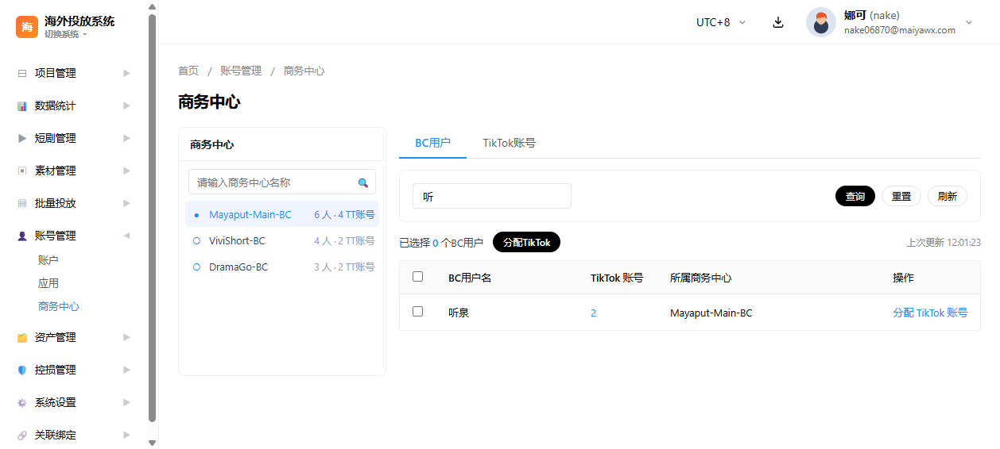 海
海外投放系统
切换系统
UTC+8
娜可 (nake)
nake06870@maiyawx.com
项目管理
数据统计
短剧管理
素材管理
批量投放
账号管理
账户
应用
商务中心
资产管理
控损管理
系统设置
关联绑定
首页 / 账号管理 / 商务中心
商务中心
商务中心
请输入商务中心名称
Mayaput-Main-BC 6 人 · 4 TT账号
ViviShort-BC 4 人 · 2 TT账号
DramaGo-BC 3 人 · 2 TT账号
BC用户 TikTok账号
听
查询 重置 刷新
已选择 0 个BC用户 分配TikTok 上次更新 12:01:23
BC用户名 TikTok 账号 所属商务中心 操作
听泉 2 Mayaput-Main-BC 分配 TikTok 账号